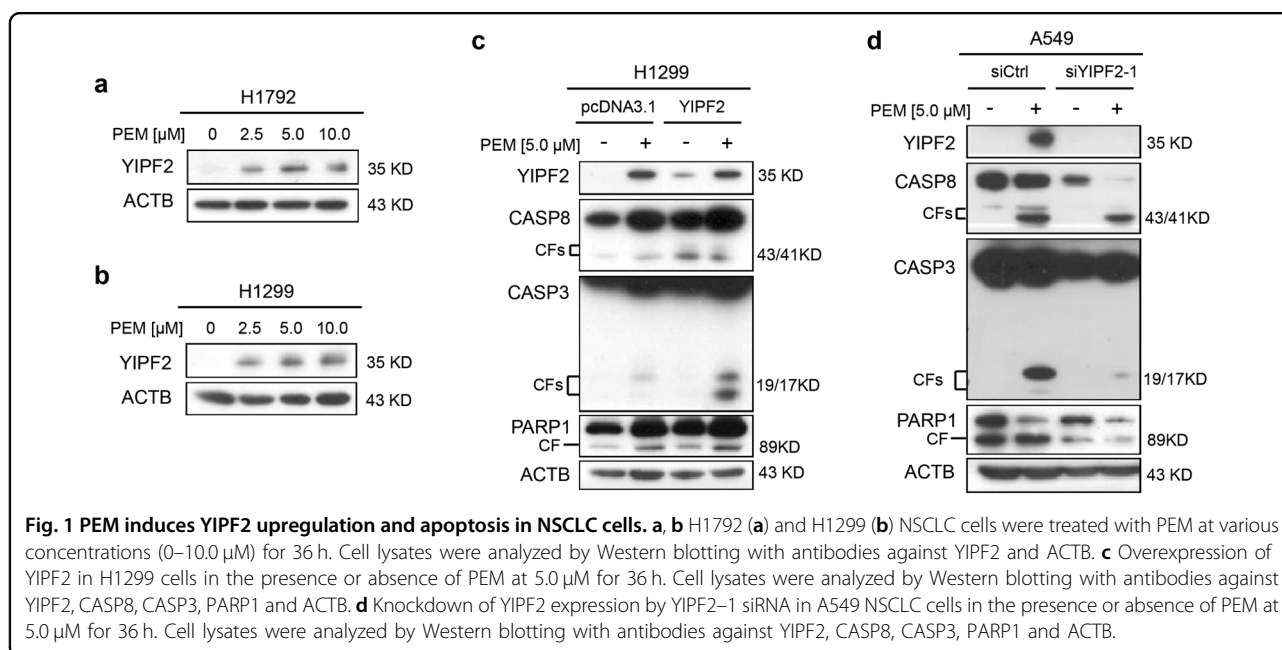 a
H1792
PEM [µM] 0 2.5 5.0 10.0
YIPF2 35 KD
ACTB 43 KD
b
H1299
PEM [µM] 0 2.5 5.0 10.0
YIPF2 35 KD
ACTB 43 KD
c
H1299
pcDNA3.1 YIPF2
PEM [5.0 µM] - + - +
YIPF2 35 KD
CASP8
CFs 43/41KD
CASP3
CFs 19/17KD
PARP1
CF 89KD
ACTB 43 KD
d
A549
siCtrl siYIPF2-1
PEM [5.0 µM] - + - +
YIPF2 35 KD
CASP8
CFs 43/41KD
CASP3
CFs 19/17KD
PARP1
CF 89KD
ACTB 43 KD
Fig. 1 PEM induces YIPF2 upregulation and apoptosis in NSCLC cells. a, b H1792 (a) and H1299 (b) NSCLC cells were treated with PEM at various
concentrations (0–10.0 µM) for 36 h. Cell lysates were analyzed by Western blotting with antibodies against YIPF2 and ACTB. c Overexpression of
YIPF2 in H1299 cells in the presence or absence of PEM at 5.0 µM for 36 h. Cell lysates were analyzed by Western blotting with antibodies against
YIPF2, CASP8, CASP3, PARP1 and ACTB. d Knockdown of YIPF2 expression by YIPF2–1 siRNA in A549 NSCLC cells in the presence or absence of PEM at
5.0 µM for 36 h. Cell lysates were analyzed by Western blotting with antibodies against YIPF2, CASP8, CASP3, PARP1 and ACTB.